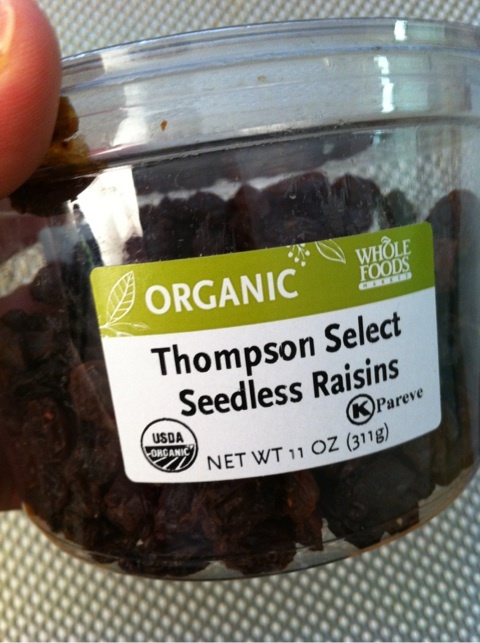 ORGANIC
WHOLE
FOODS
MARKET
Thompson Select
Seedless Raisins
K Pareve
USDA
ORGANIC
NET WT 11 OZ (311g)